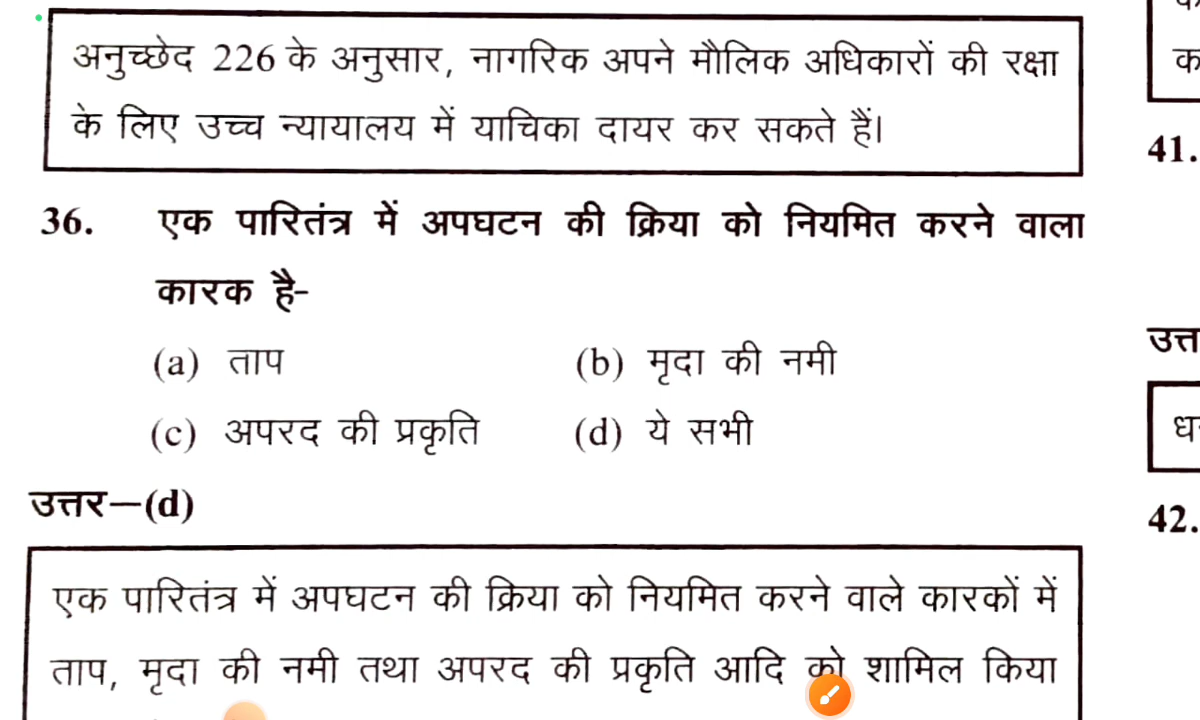 अनुच्छेद 226 के अनुसार, नागरिक अपने मौलिक अधिकारों की रक्षा
के लिए उच्च न्यायालय में याचिका दायर कर सकते हैं।
36. एक पारितंत्र में अपघटन की क्रिया को नियमित करने वाला
कारक है-
(a) ताप (b) मृदा की नमी
(c) अपरद की प्रकृति (d) ये सभी
उत्तर—(d)
एक पारितंत्र में अपघटन की क्रिया को नियमित करने वाले कारकों में
ताप, मृदा की नमी तथा अपरद की प्रकृति आदि को शामिल किया
41.
42.